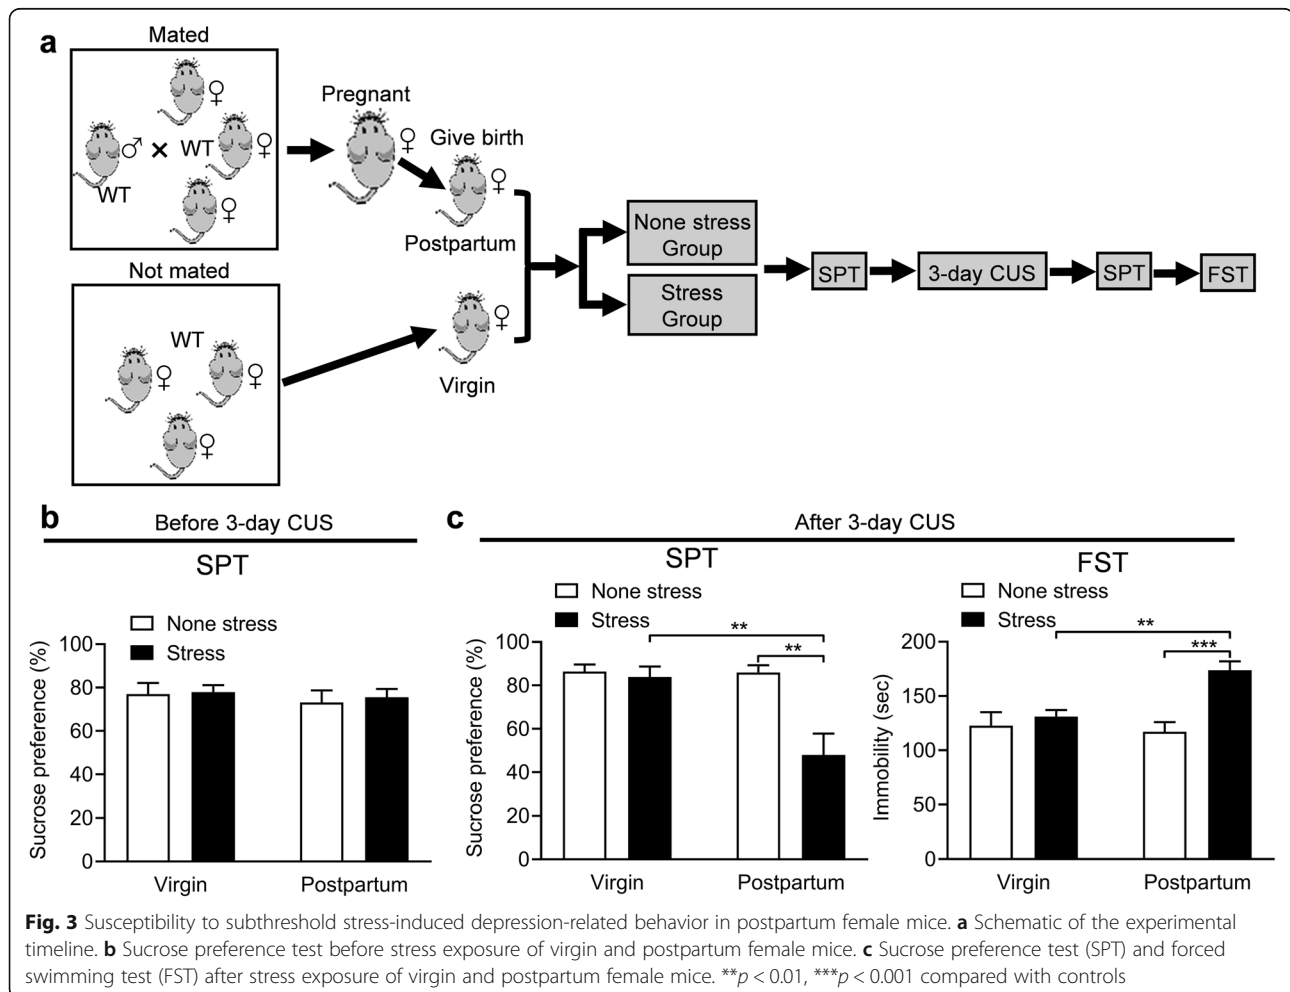 a
Mated
♀
♂ × WT ♀
WT
♀
Pregnant
♀
Give birth
♀
Postpartum
Not mated
WT
♀
♀
♀
♀
Virgin
None stress
Group
Stress
Group
SPT
3-day CUS
SPT
FST
b
Before 3-day CUS
SPT
None stress
Stress
Sucrose preference (%)
100
80
60
40
20
0
Virgin
Postpartum
c
After 3-day CUS
SPT
None stress
Stress
**
**
Sucrose preference (%)
100
80
60
40
20
0
Virgin
Postpartum
FST
None stress
Stress
**
***
Immobility (sec)
200
150
100
50
0
Virgin
Postpartum
Fig. 3 Susceptibility to subthreshold stress-induced depression-related behavior in postpartum female mice. a Schematic of the experimental
timeline. b Sucrose preference test before stress exposure of virgin and postpartum female mice. c Sucrose preference test (SPT) and forced
swimming test (FST) after stress exposure of virgin and postpartum female mice. **p < 0.01, ***p < 0.001 compared with controls